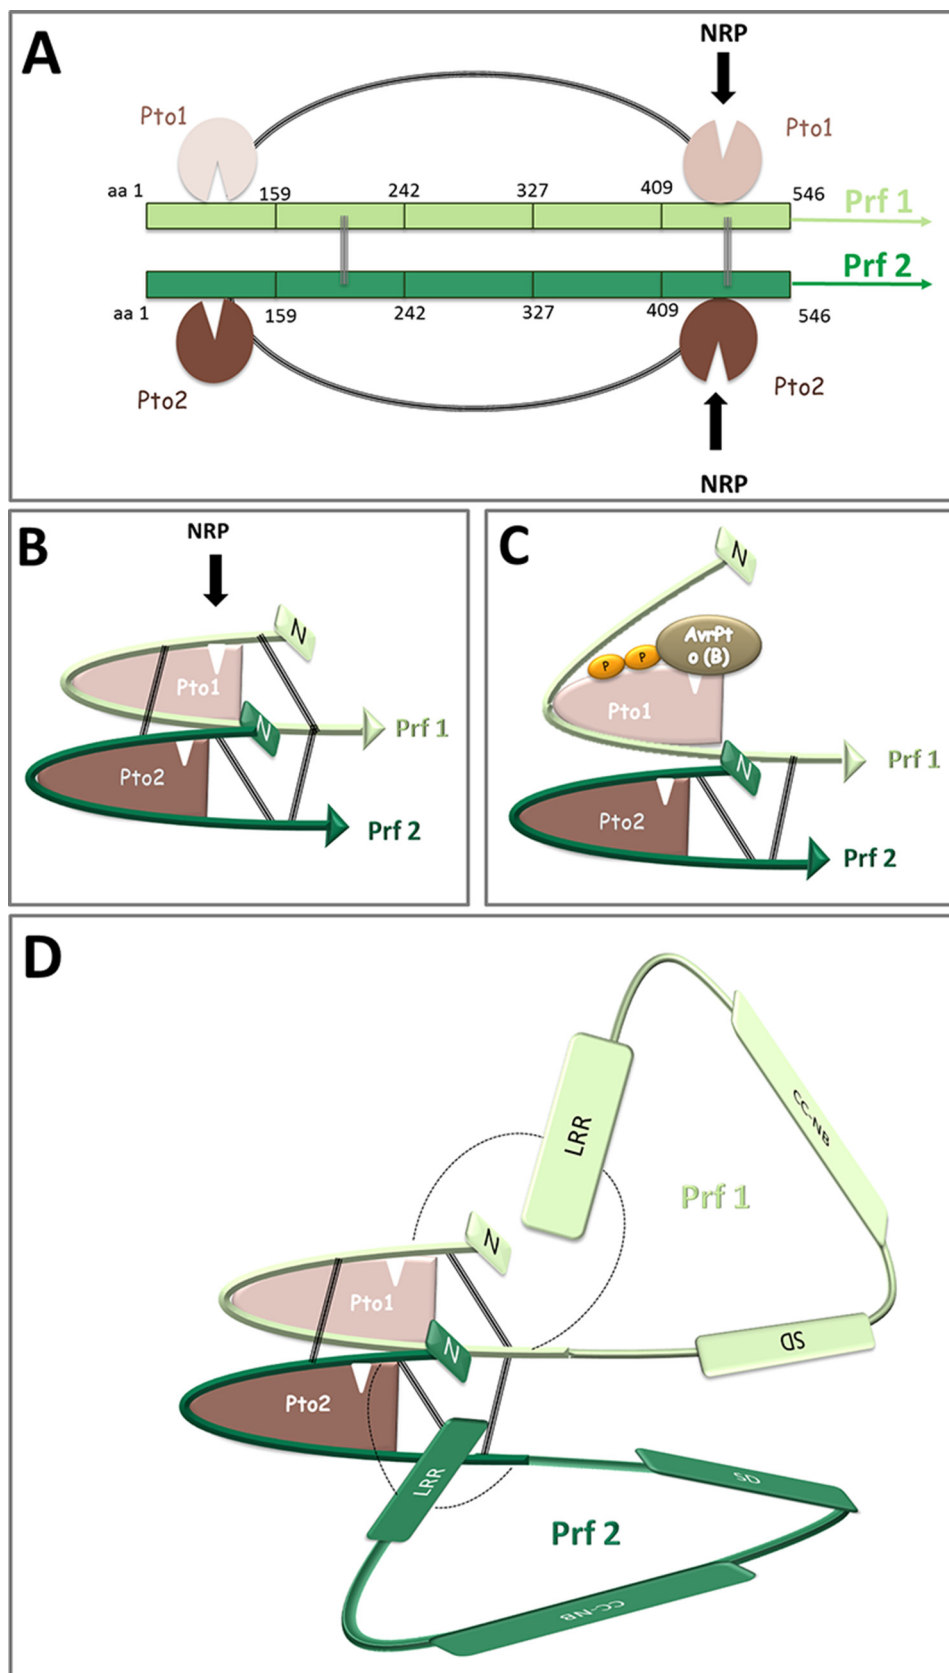 A
NRP
Pto1
Pto1
aa 1
159
242
327
409
546
Prf 1
Prf 2
aa 1
159
242
327
409
546
Pto2
Pto2
NRP
B
NRP
N
Pto1
N
Prf 1
Pto2
Prf 2
C
N
AvrPt
o (B)
P
P
Pto1
N
Prf 1
Pto2
Prf 2
D
LRR
CC-NB
Prf 1
N
Pto1
SD
N
Pto2
LRR
SD
Prf 2
CC-NB